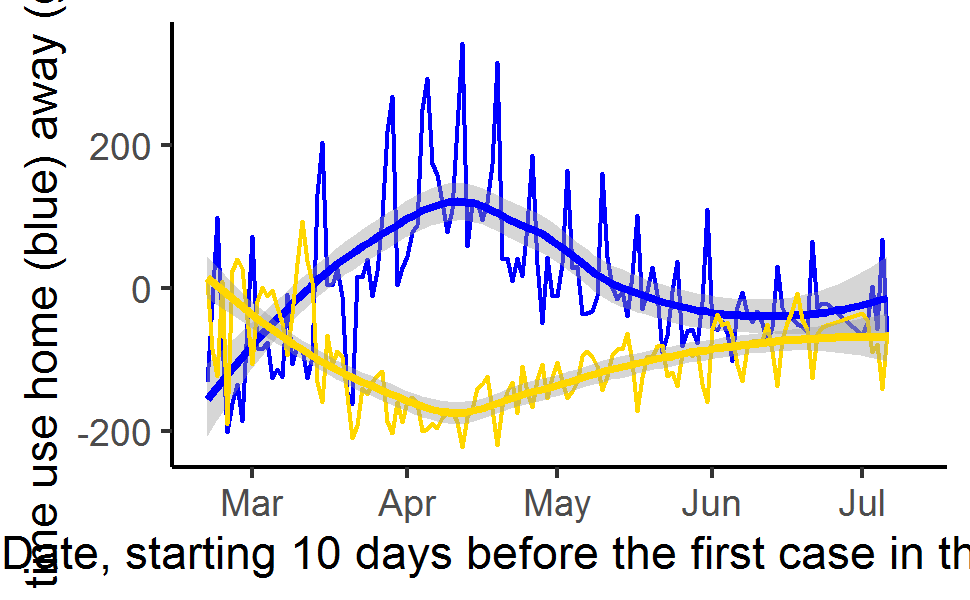 time use home (blue) away (
200
0
-200
Mar Apr May Jun Jul
Date, starting 10 days before the first case in th